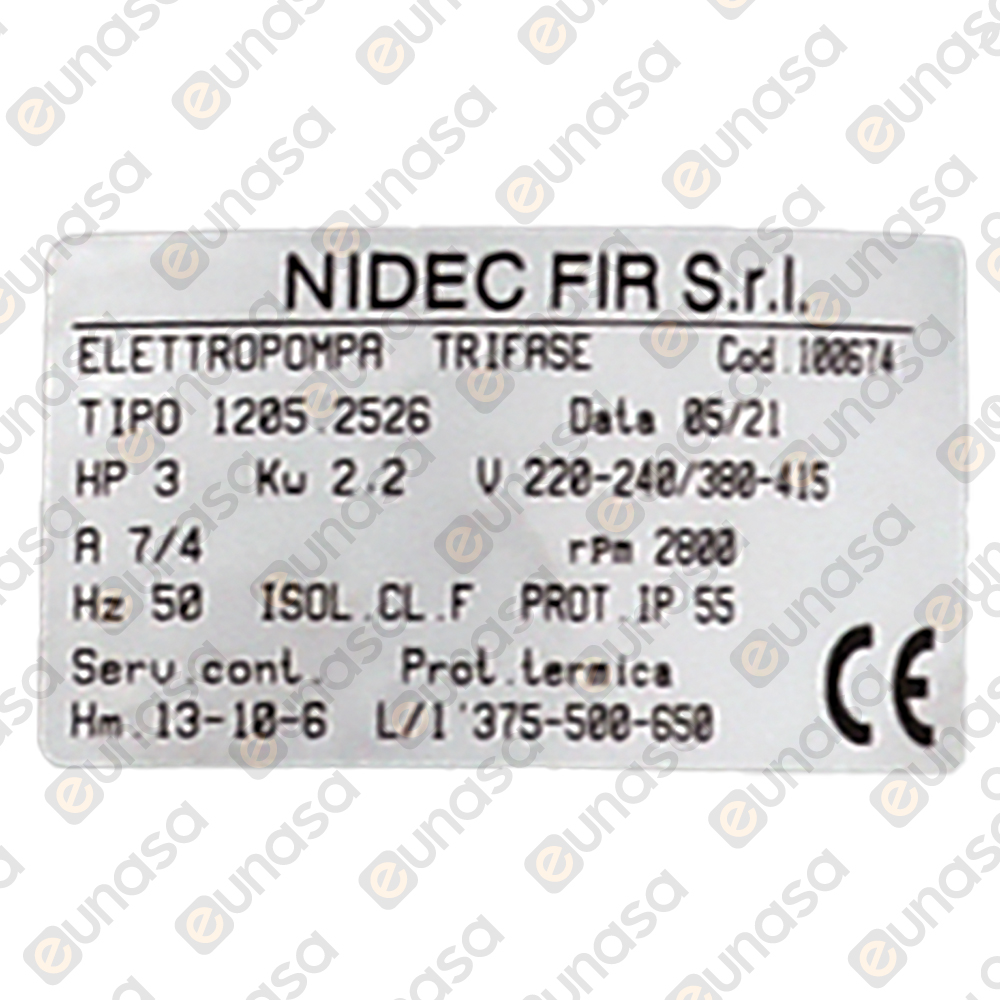 NIDEC FIR S.r.l.
ELETTROPOMPA TRIFASE Cod.100674
TIPO 1205.2526 Data 05/21
HP 3 Kw 2.2 V 220-240/380-415
A 7/4 rpm 2800
Hz 50 ISOL.CL.F PROT.IP 55
Serv.cont. Prot.termica
Hm.13-10-6 L/1'375-500-650
CE
eunasa